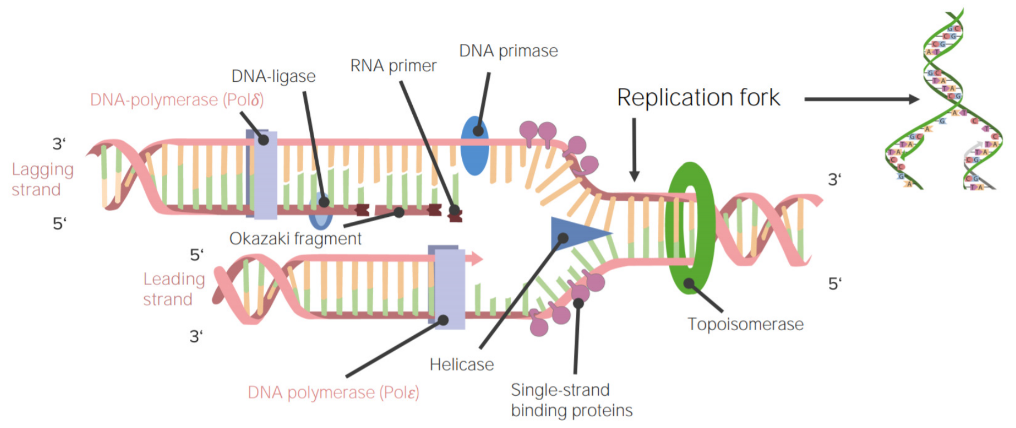 DNA primase
RNA primer
DNA-ligase
DNA-polymerase (Polδ)
Replication fork
3‘
Lagging
strand
5‘
3‘
5‘
Okazaki fragment
5‘
Leading
strand
3‘
Topoisomerase
Helicase
DNA polymerase (Polε)
Single-strand
binding proteins